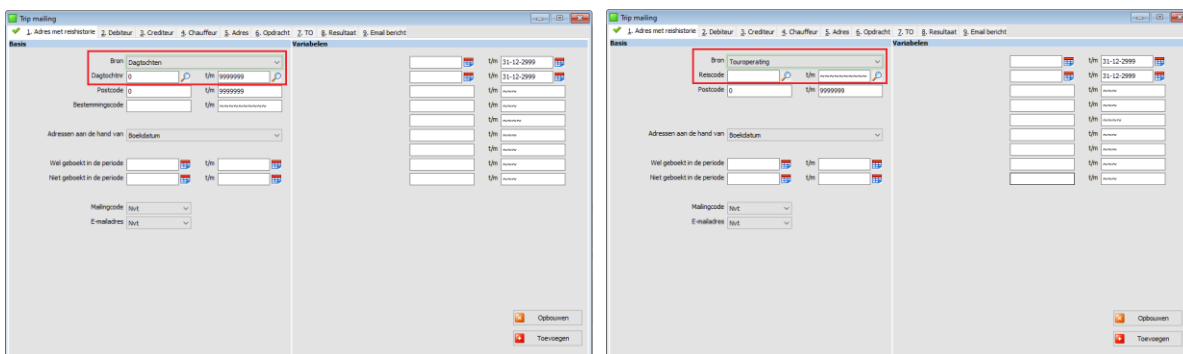 Trip mailing
1. Adres met reishistorie 2. Debiteur 3. Crediteur 4. Chauffeur 5. Adres 6. Opdracht 7. TO 8. Resultaat 9. Email bericht
Basis Variabelen
Bron Dagtochten t/m 31-12-2999
Dagtochtnr 0 t/m 9999999 t/m 31-12-2999
Postcode 0 t/m 9999999 t/m ~~~
Bestemmingscode t/m ~~~~~~~~~~~~ t/m ~~~
t/m ~~~~
Adressen aan de hand van Boekdatum t/m ~~~~
t/m ~~~~
Wel geboekt in de periode t/m t/m ~~~~
Niet geboekt in de periode t/m t/m ~~~~
Mailingcode Nvt
E-mailadres Nvt
Opbouwen
Toevoegen
Trip mailing
1. Adres met reishistorie 2. Debiteur 3. Crediteur 4. Chauffeur 5. Adres 6. Opdracht 7. TO 8. Resultaat 9. Email bericht
Basis Variabelen
Bron Touroperating t/m 31-12-2999
Reiscode t/m ~~~~~~~~~~~~ t/m 31-12-2999
Postcode 0 t/m 9999999 t/m ~~~
t/m ~~~
t/m ~~~~~
Adressen aan de hand van Boekdatum t/m ~~~~
t/m ~~~~
Wel geboekt in de periode t/m t/m ~~~~
Niet geboekt in de periode t/m t/m ~~~~
Mailingcode Nvt
E-mailadres Nvt
Opbouwen
Toevoegen